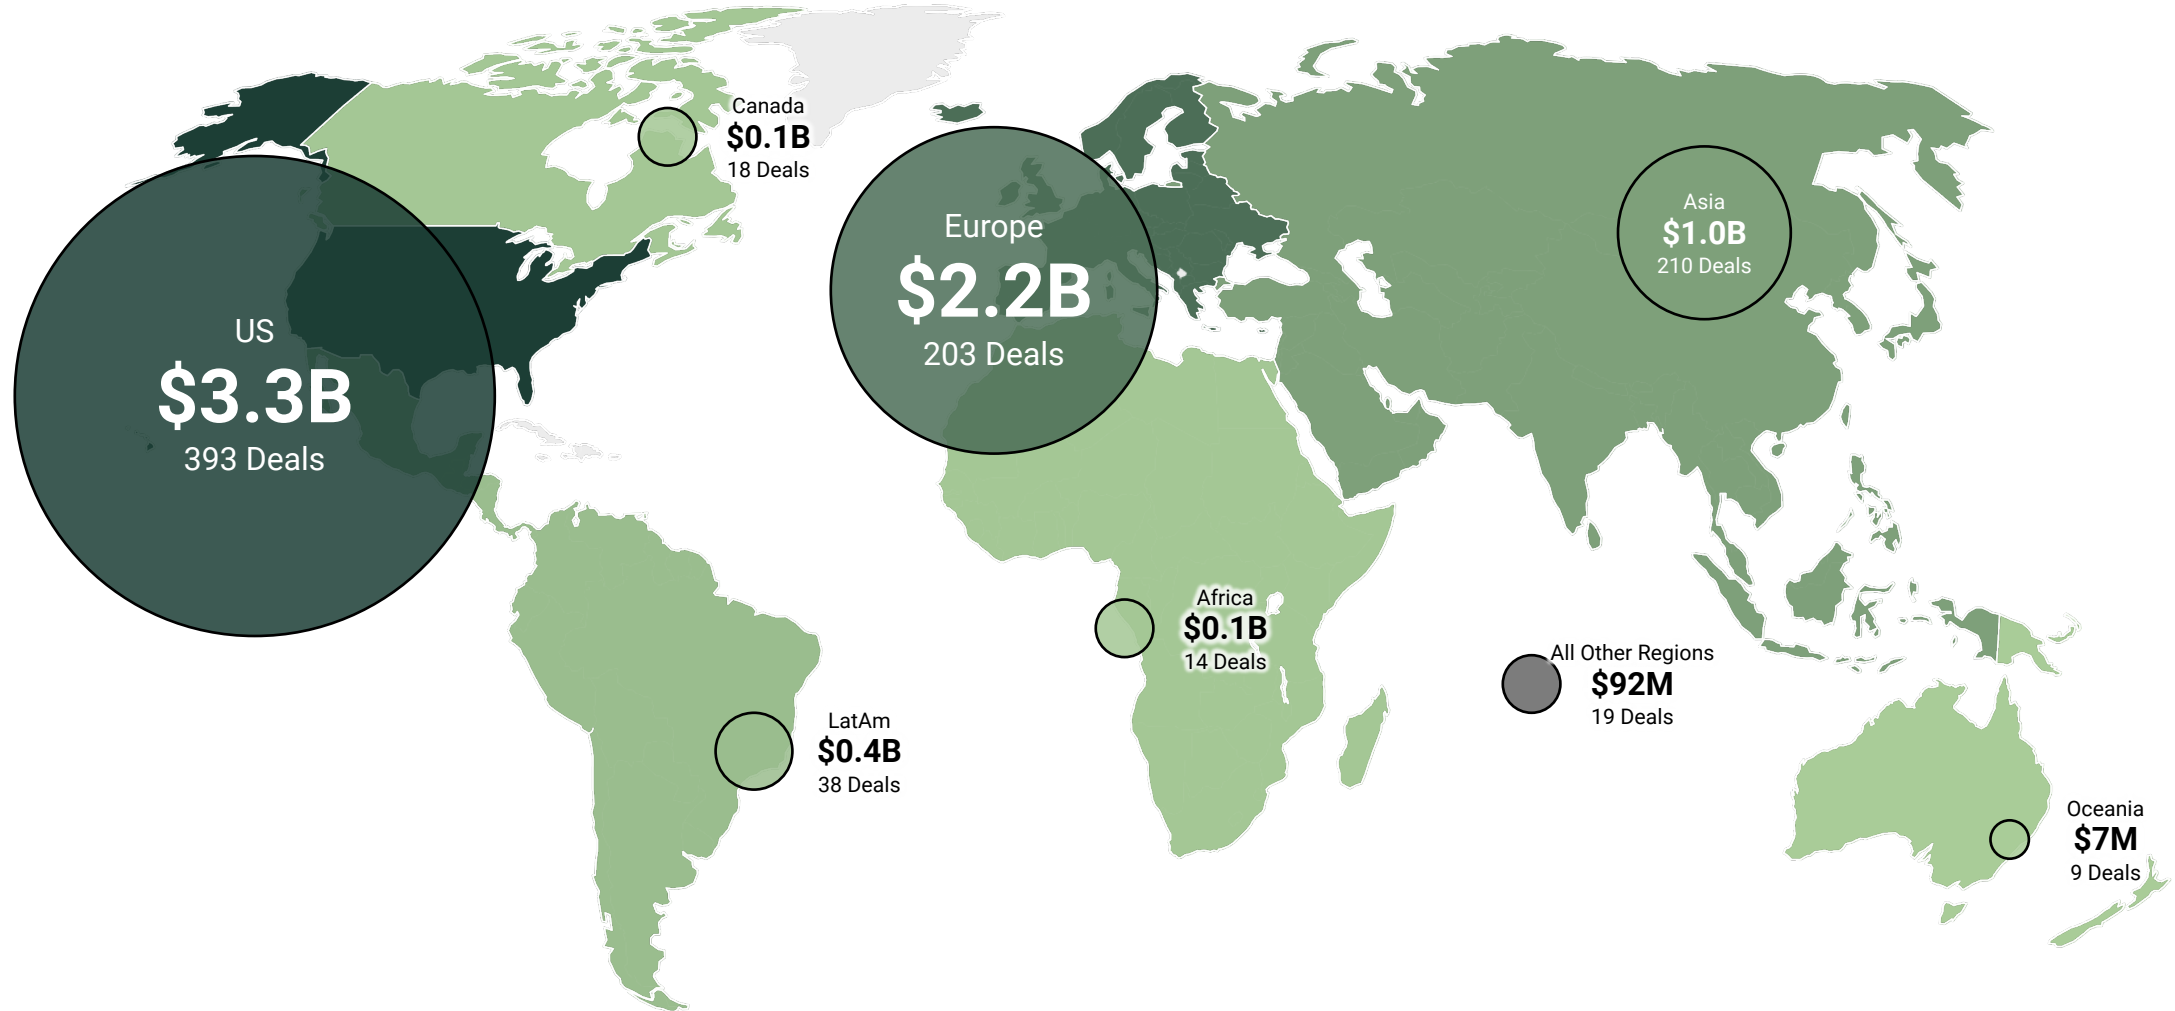 Canada
$0.1B
18 Deals
US
$3.3B
393 Deals
Europe
$2.2B
203 Deals
Asia
$1.0B
210 Deals
LatAm
$0.4B
38 Deals
Africa
$0.1B
14 Deals
All Other Regions
$92M
19 Deals
Oceania
$7M
9 Deals